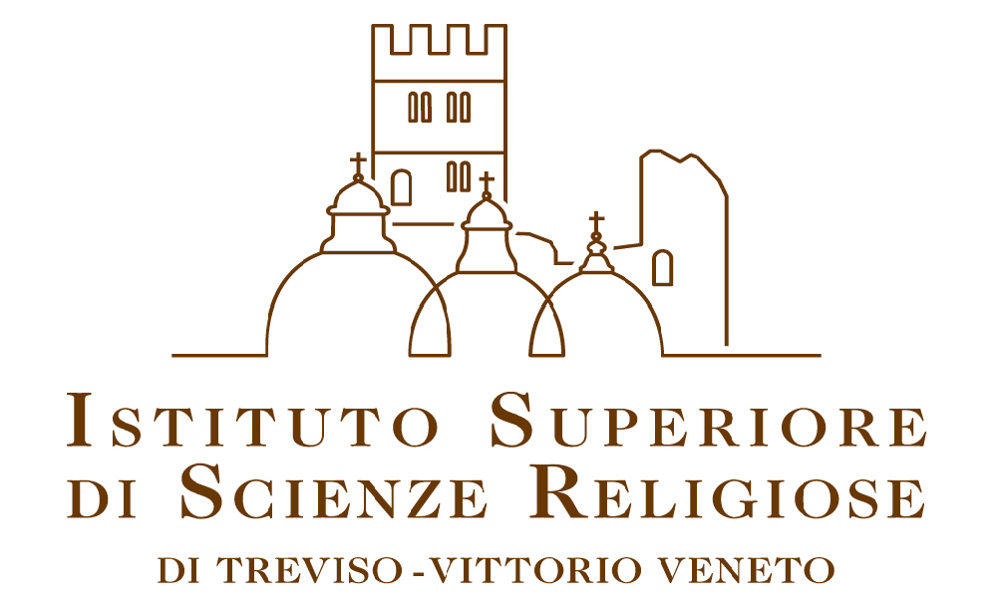 ISTITUTO SUPERIORE
DI SCIENZE RELIGIOSE
DI TREVISO - VITTORIO VENETO